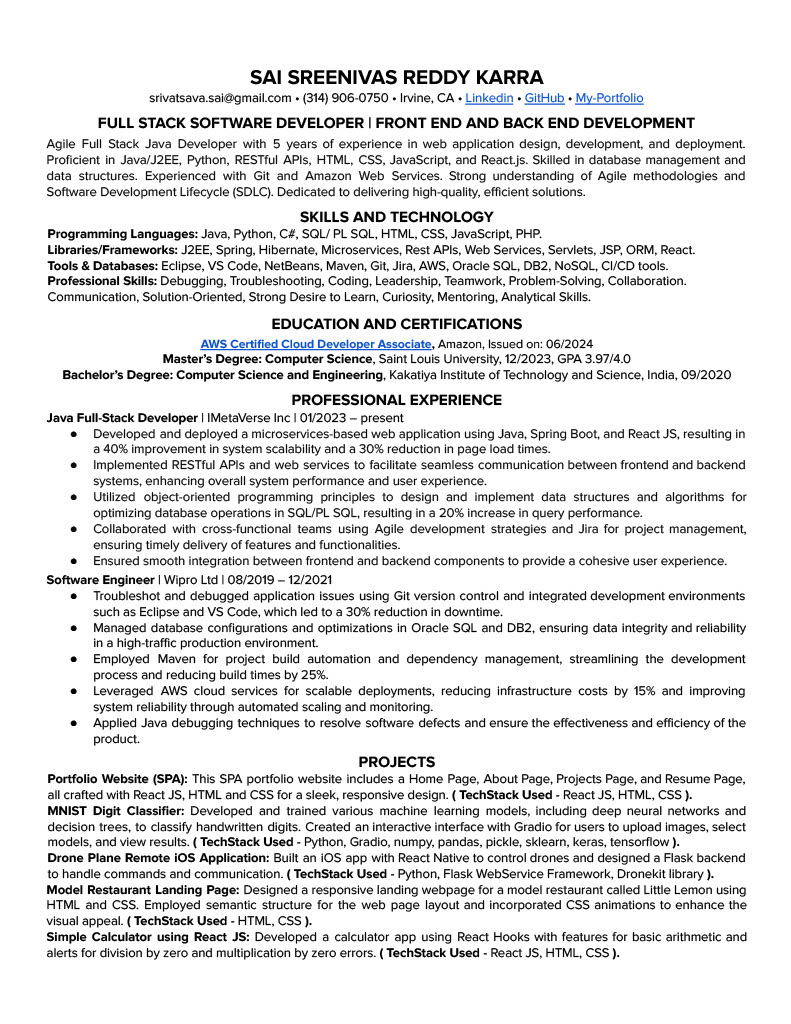 SAI SREENIVAS REDDY KARRA
srivatsava.sai@gmail.com • (314) 906-0750 • Irvine, CA • Linkedin • GitHub • My-Portfolio
FULL STACK SOFTWARE DEVELOPER | FRONT END AND BACK END DEVELOPMENT
Agile Full Stack Java Developer with 5 years of experience in web application design, development, and deployment.
Proficient in Java/J2EE, Python, RESTful APIs, HTML, CSS, JavaScript, and React.js. Skilled in database management and
data structures. Experienced with Git and Amazon Web Services. Strong understanding of Agile methodologies and
Software Development Lifecycle (SDLC). Dedicated to delivering high-quality, efficient solutions.
SKILLS AND TECHNOLOGY
Programming Languages: Java, Python, C#, SQL/ PL SQL, HTML, CSS, JavaScript, PHP.
Libraries/Frameworks: J2EE, Spring, Hibernate, Microservices, Rest APIs, Web Services, Servlets, JSP, ORM, React.
Tools & Databases: Eclipse, VS Code, NetBeans, Maven, Git, Jira, AWS, Oracle SQL, DB2, NoSQL, CI/CD tools.
Professional Skills: Debugging, Troubleshooting, Coding, Leadership, Teamwork, Problem-Solving, Collaboration.
Communication, Solution-Oriented, Strong Desire to Learn, Curiosity, Mentoring, Analytical Skills.
EDUCATION AND CERTIFICATIONS
AWS Certified Cloud Developer Associate, Amazon, Issued on: 06/2024
Master's Degree: Computer Science, Saint Louis University, 12/2023, GPA 3.97/4.0
Bachelor's Degree: Computer Science and Engineering, Kakatiya Institute of Technology and Science, India, 09/2020
PROFESSIONAL EXPERIENCE
Java Full-Stack Developer | IMetaVerse Inc | 01/2023 – present
● Developed and deployed a microservices-based web application using Java, Spring Boot, and React JS, resulting in
a 40% improvement in system scalability and a 30% reduction in page load times.
● Implemented RESTful APIs and web services to facilitate seamless communication between frontend and backend
systems, enhancing overall system performance and user experience.
● Utilized object-oriented programming principles to design and implement data structures and algorithms for
optimizing database operations in SQL/PL SQL, resulting in a 20% increase in query performance.
● Collaborated with cross-functional teams using Agile development strategies and Jira for project management,
ensuring timely delivery of features and functionalities.
● Ensured smooth integration between frontend and backend components to provide a cohesive user experience.
Software Engineer | Wipro Ltd | 08/2019 – 12/2021
● Troubleshot and debugged application issues using Git version control and integrated development environments
such as Eclipse and VS Code, which led to a 30% reduction in downtime.
● Managed database configurations and optimizations in Oracle SQL and DB2, ensuring data integrity and reliability
in a high-traffic production environment.
● Employed Maven for project build automation and dependency management, streamlining the development
process and reducing build times by 25%.
● Leveraged AWS cloud services for scalable deployments, reducing infrastructure costs by 15% and improving
system reliability through automated scaling and monitoring.
● Applied Java debugging techniques to resolve software defects and ensure the effectiveness and efficiency of the
product.
PROJECTS
Portfolio Website (SPA): This SPA portfolio website includes a Home Page, About Page, Projects Page, and Resume Page,
all crafted with React JS, HTML and CSS for a sleek, responsive design. ( TechStack Used - React JS, HTML, CSS ).
MNIST Digit Classifier: Developed and trained various machine learning models, including deep neural networks and
decision trees, to classify handwritten digits. Created an interactive interface with Gradio for users to upload images, select
models, and view results. ( TechStack Used - Python, Gradio, numpy, pandas, pickle, sklearn, keras, tensorflow ).
Drone Plane Remote iOS Application: Built an iOS app with React Native to control drones and designed a Flask backend
to handle commands and communication. ( TechStack Used - Python, Flask WebService Framework, Dronekit library ).
Model Restaurant Landing Page: Designed a responsive landing webpage for a model restaurant called Little Lemon using
HTML and CSS. Employed semantic structure for the web page layout and incorporated CSS animations to enhance the
visual appeal. ( TechStack Used - HTML, CSS ).
Simple Calculator using React JS: Developed a calculator app using React Hooks with features for basic arithmetic and
alerts for division by zero and multiplication by zero errors. ( TechStack Used - React JS, HTML, CSS ).